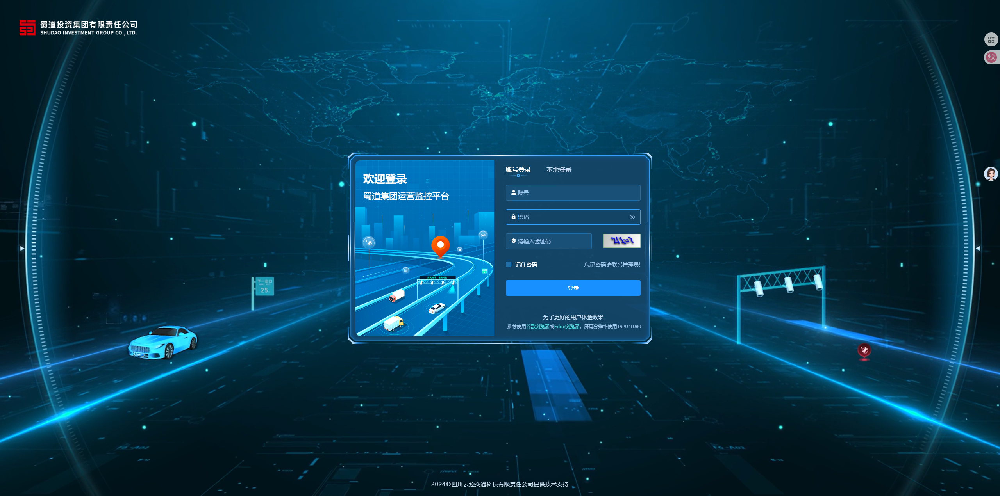 蜀道投资集团有限责任公司
SHUDAO INVESTMENT GROUP CO., LTD.
欢迎登录
蜀道集团运营监控平台
账号登录
本地登录
账号
密码
请输入验证码
记住密码
忘记密码请联系管理员!
登录
为了更好的用户体验效果
推荐使用谷歌浏览器或Edge浏览器，屏幕分辨率使用1920*1080
下一出口
NEXT EXIT
25
2024©四川云控交通科技有限责任公司提供技术支持